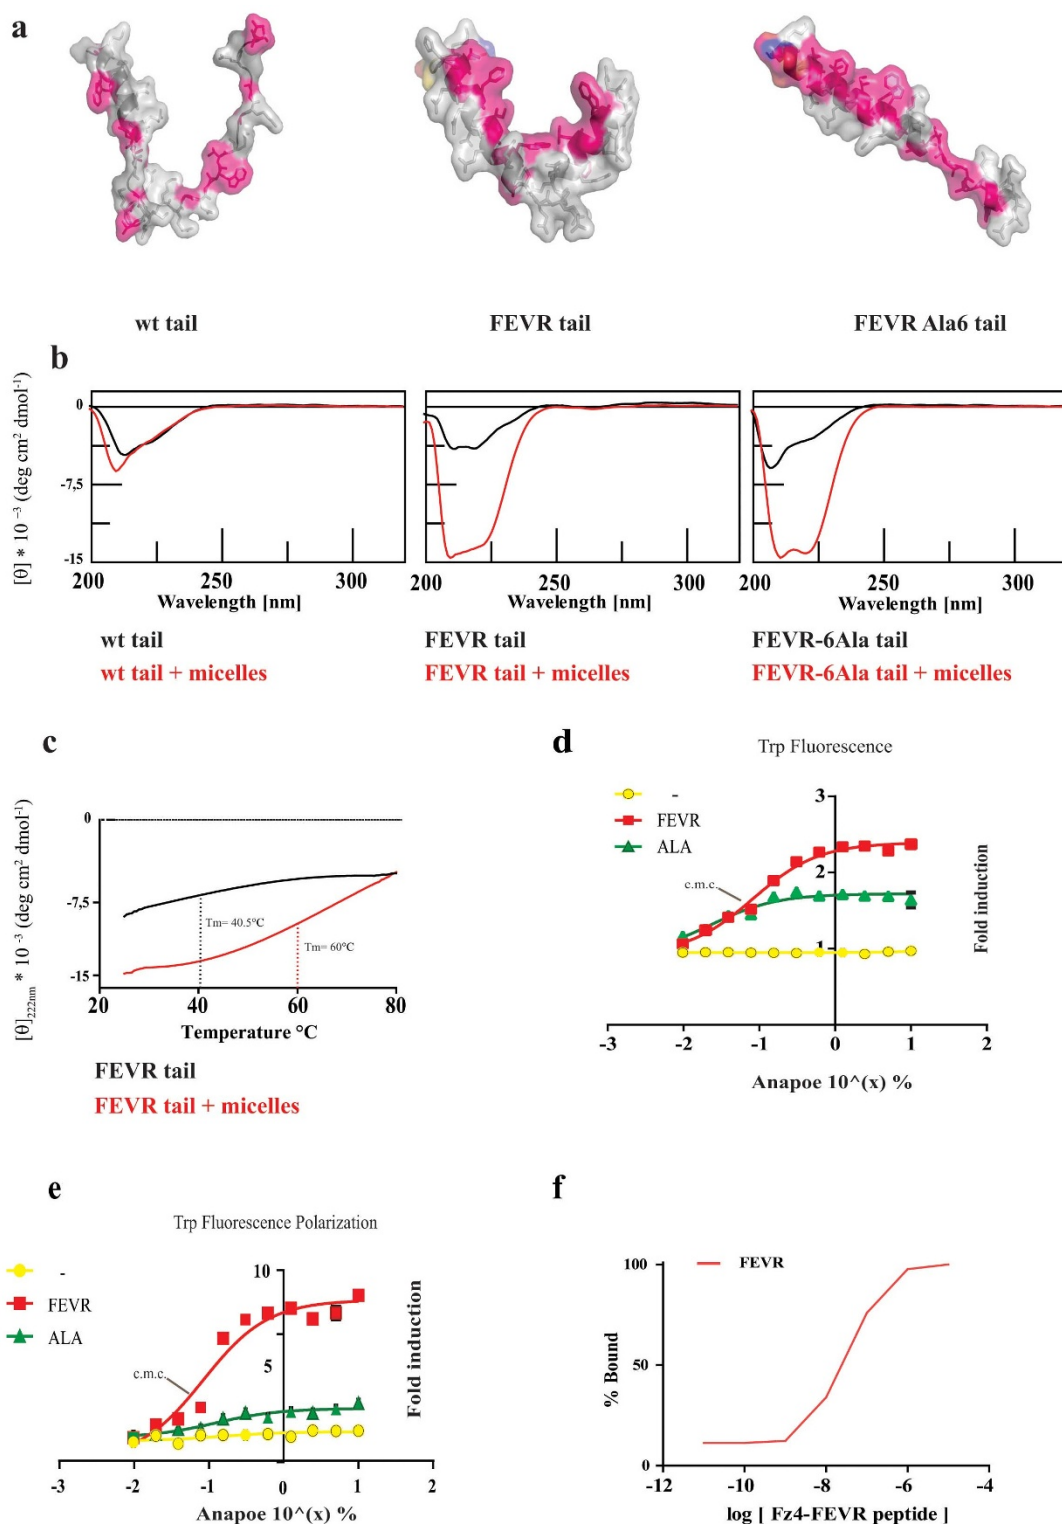 a
wt tail
FEVR tail
FEVR Ala6 tail
b
[θ] * 10 ⁻³ (deg cm² dmol⁻¹)
0
-7,5
-15
200 250 300
Wavelength [nm]
200 250 300
Wavelength [nm]
200 250 300
Wavelength [nm]
wt tail
wt tail + micelles
FEVR tail
FEVR tail + micelles
FEVR-6Ala tail
FEVR-6Ala tail + micelles
c
[θ]222nm * 10 ⁻³ (deg cm² dmol⁻¹)
0
-7,5
-15
Tm= 40.5°C
Tm= 60°C
20 40 60 80
Temperature °C
FEVR tail
FEVR tail + micelles
d
Trp Fluorescence
-
FEVR
ALA
c.m.c.
3
2
1
Fold induction
-3 -2 -1 0 1 2
Anapoe 10^(x) %
e
Trp Fluorescence Polarization
-
FEVR
ALA
c.m.c.
10
5
Fold induction
-3 -2 -1 0 1 2
Anapoe 10^(x) %
f
FEVR
% Bound
100
50
0
-12 -10 -8 -6 -4
log [ Fz4-FEVR peptide ]